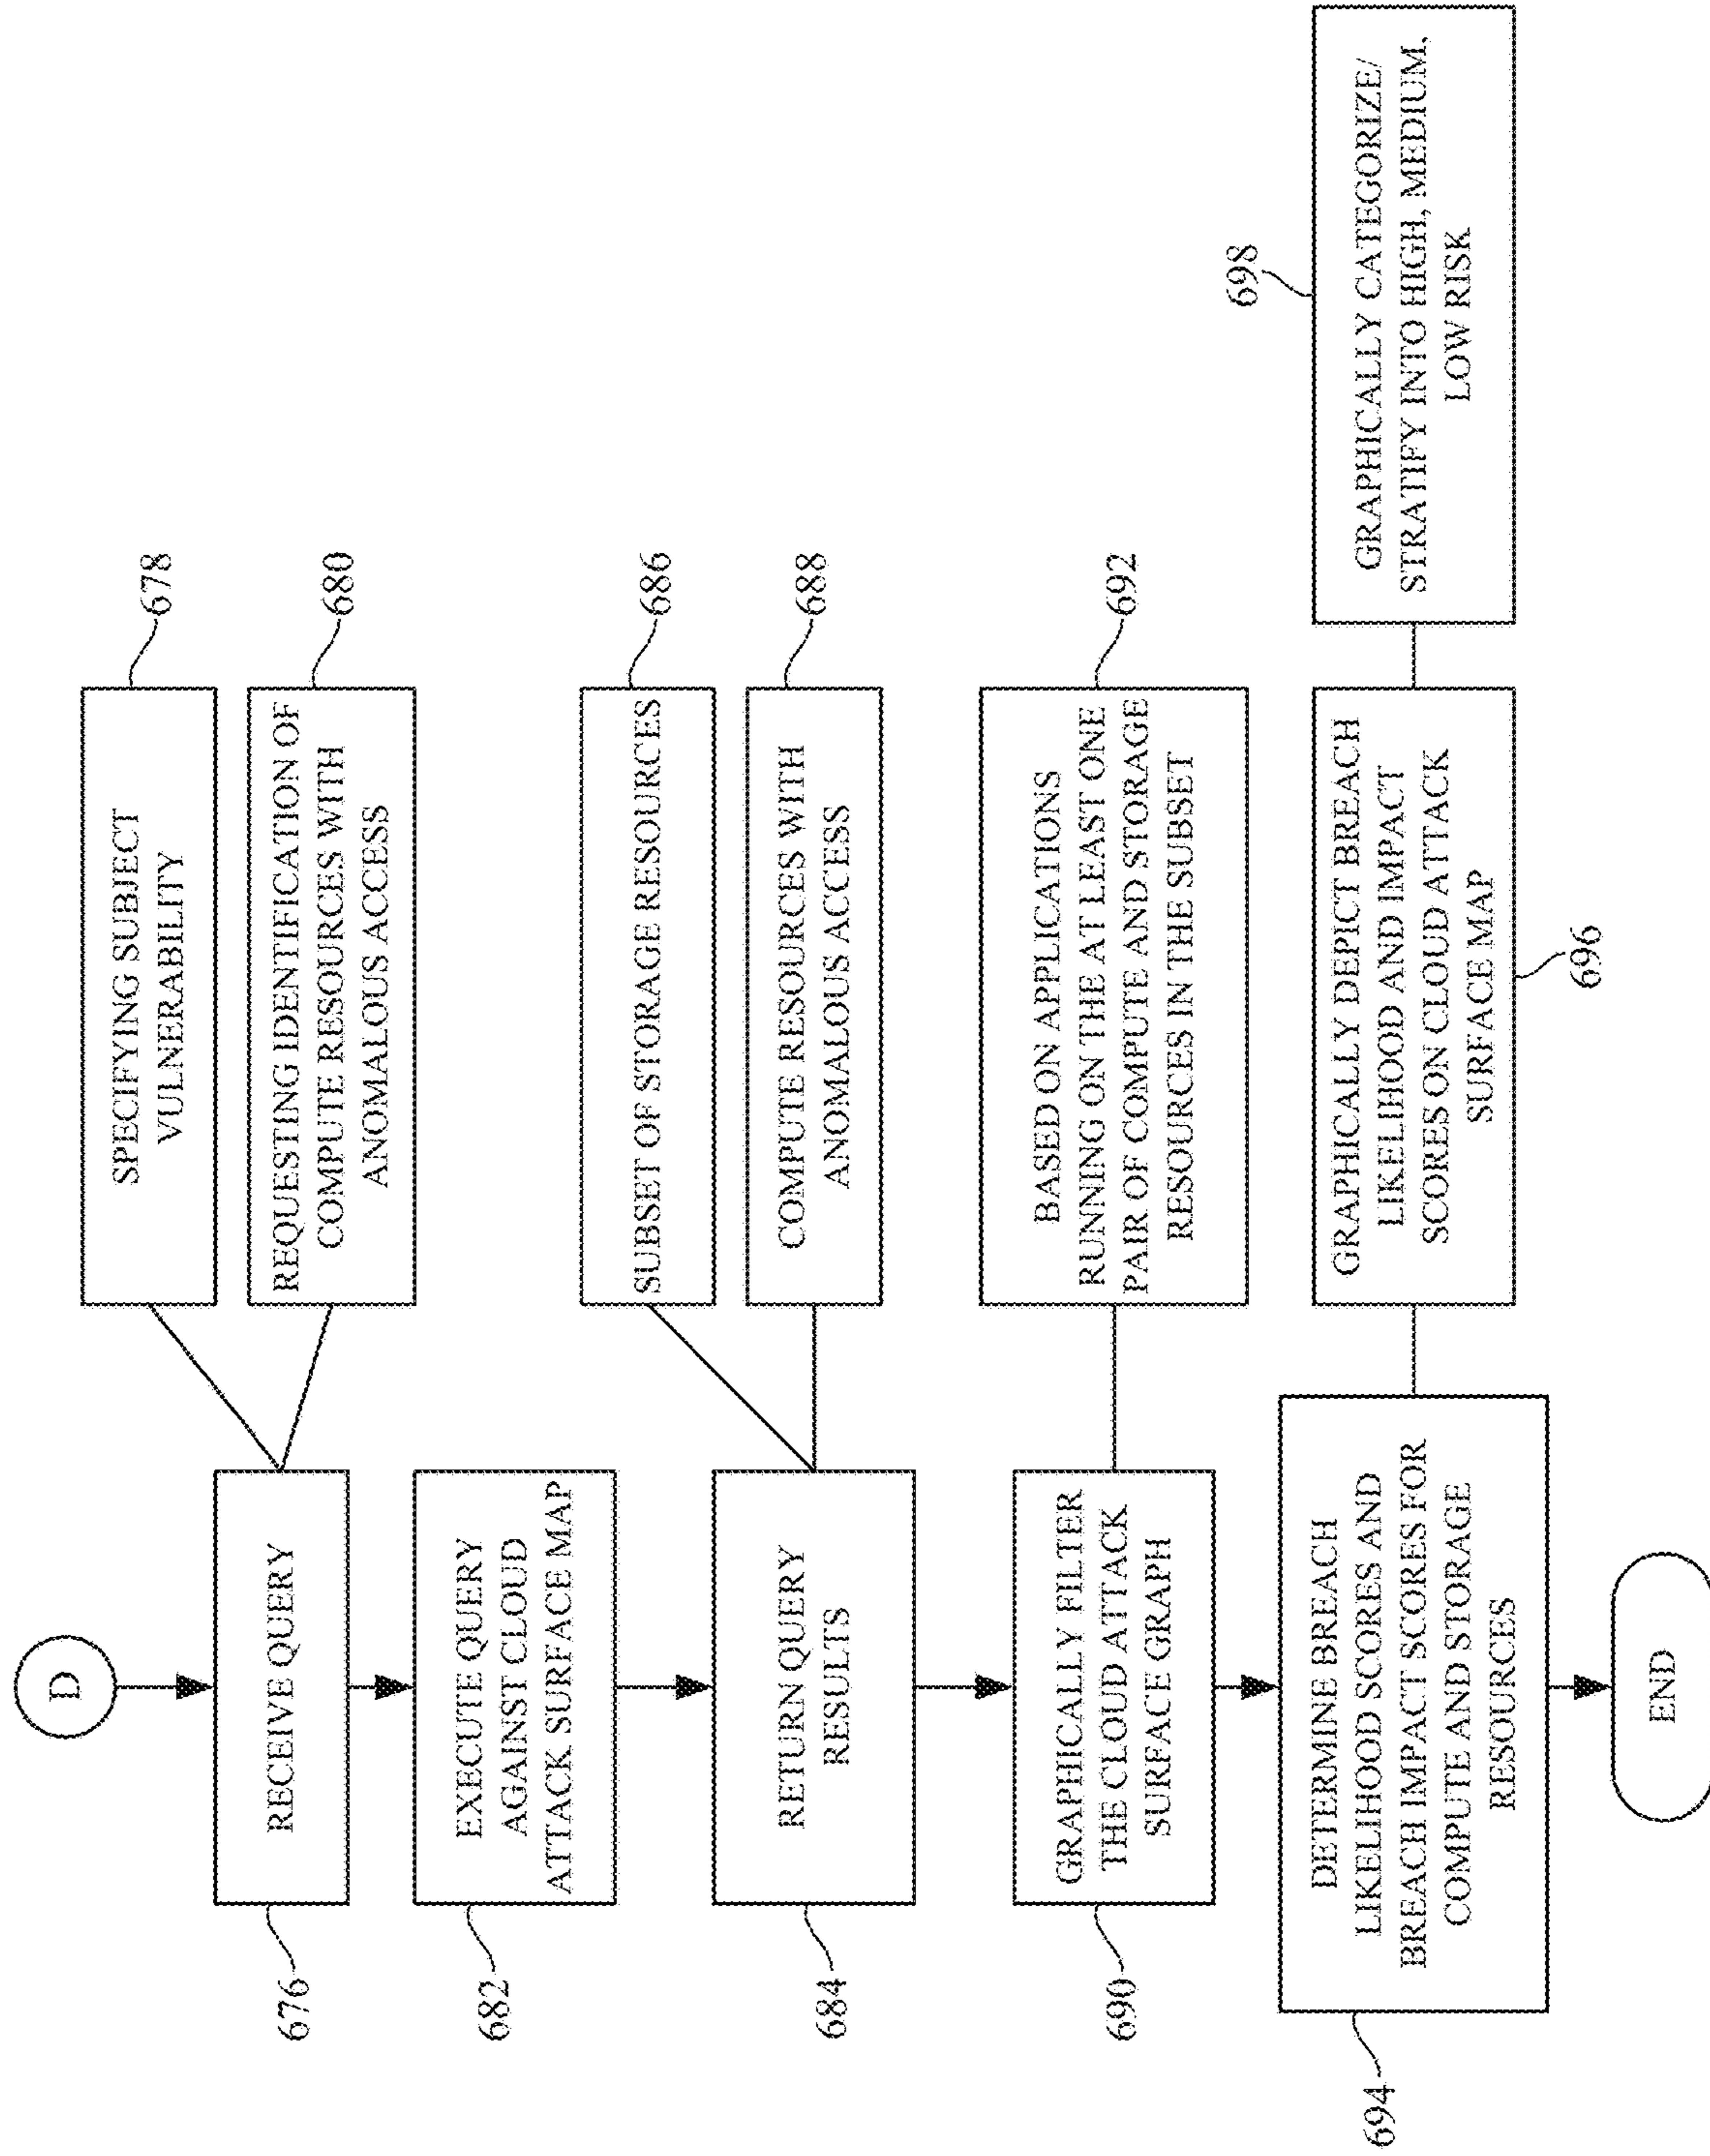 D
RECEIVE QUERY
676
SPECIFYING SUBJECT
VULNERABILITY
678
REQUESTING IDENTIFICATION OF
COMPUTE RESOURCES WITH
ANOMALOUS ACCESS
680
EXECUTE QUERY
AGAINST CLOUD
ATTACK SURFACE MAP
682
RETURN QUERY
RESULTS
684
SUBSET OF STORAGE RESOURCES
686
COMPUTE RESOURCES WITH
ANOMALOUS ACCESS
688
GRAPHICALLY FILTER
THE CLOUD ATTACK
SURFACE GRAPH
690
BASED ON APPLICATIONS
RUNNING ON THE AT LEAST ONE
PAIR OF COMPUTE AND STORAGE
RESOURCES IN THE SUBSET
692
DETERMINE BREACH
LIKELIHOOD SCORES AND
BREACH IMPACT SCORES FOR
COMPUTE AND STORAGE
RESOURCES
694
GRAPHICALLY DEPICT BREACH
LIKELIHOOD AND IMPACT
SCORES ON CLOUD ATTACK
SURFACE MAP
696
GRAPHICALLY CATEGORIZE/
STRATIFY INTO HIGH, MEDIUM,
LOW RISK
698
END